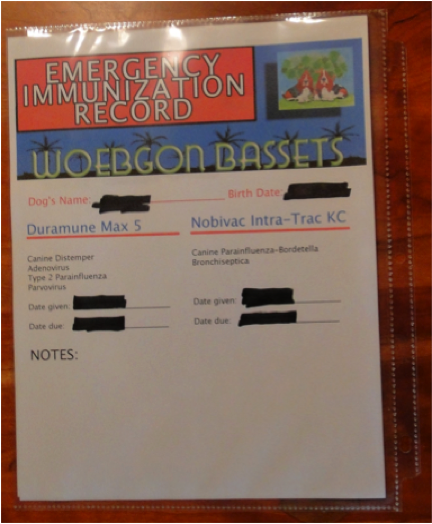 EMERGENCY
IMMUNIZATION
RECORD
WOEBGON BASSETS
Dog's Name:
Birth Date:
Duramune Max 5
Canine Distemper
Adenovirus
Type 2 Parainfluenza
Parvovirus
Date given:
Date due:
Nobivac Intra-Trac KC
Canine Parainfluenza-Bordetella
Bronchiseptica
Date given:
Date due:
NOTES: